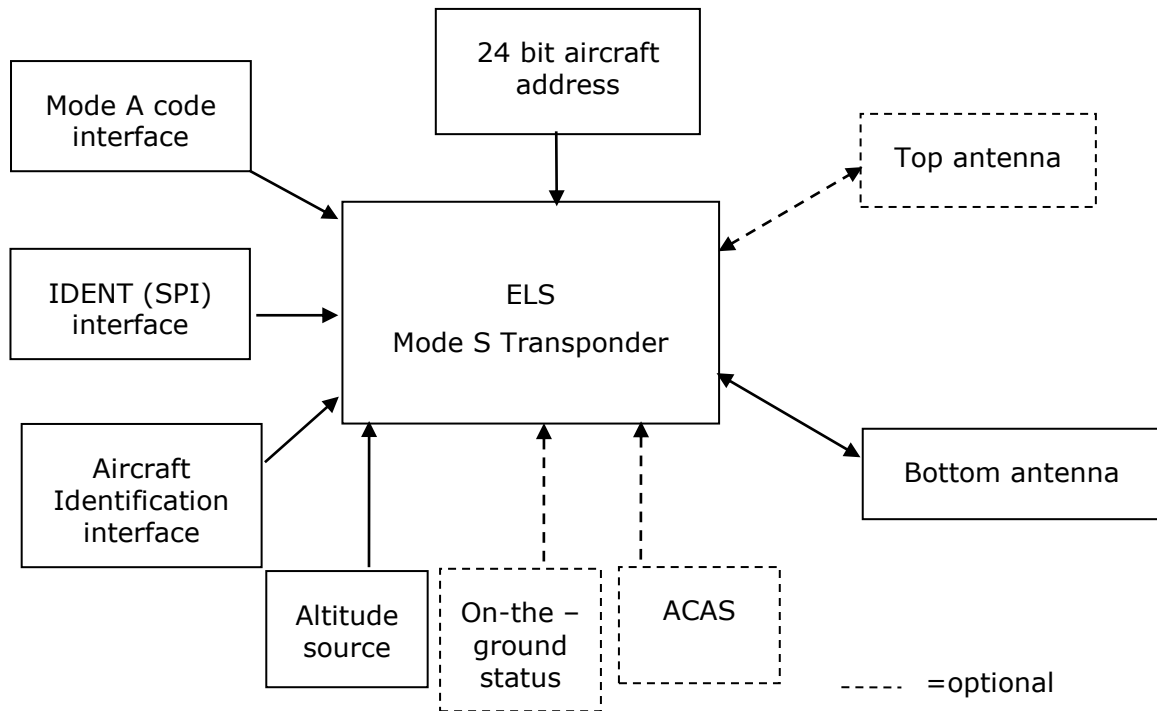 24 bit aircraft
address
Mode A code
interface
Top antenna
IDENT (SPI)
interface
ELS
Mode S Transponder
Aircraft
Identification
interface
Bottom antenna
Altitude
source
On-the –
ground
status
ACAS
=optional